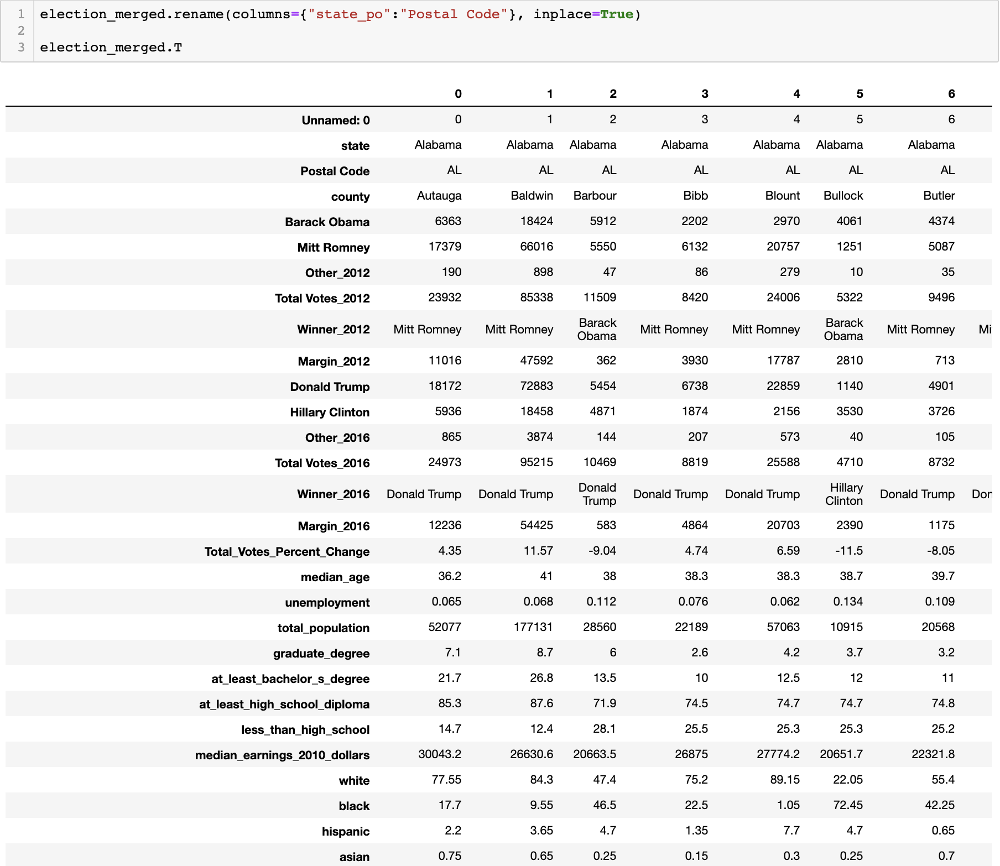 1 election_merged.rename(columns={"state_po":"Postal Code"}, inplace=True)
2
3 election_merged.T
0 1 2 3 4 5 6
Unnamed: 0 0 1 2 3 4 5 6
state Alabama Alabama Alabama Alabama Alabama Alabama Alabama
Postal Code AL AL AL AL AL AL AL
county Autauga Baldwin Barbour Bibb Blount Bullock Butler
Barack Obama 6363 18424 5912 2202 2970 4061 4374
Mitt Romney 17379 66016 5550 6132 20757 1251 5087
Other_2012 190 898 47 86 279 10 35
Total Votes_2012 23932 85338 11509 8420 24006 5322 9496
Winner_2012 Mitt Romney Mitt Romney Barack Obama Mitt Romney Mitt Romney Barack Obama Mitt Romney
Margin_2012 11016 47592 362 3930 17787 2810 713
Donald Trump 18172 72883 5454 6738 22859 1140 4901
Hillary Clinton 5936 18458 4871 1874 2156 3530 3726
Other_2016 865 3874 144 207 573 40 105
Total Votes_2016 24973 95215 10469 8819 25588 4710 8732
Winner_2016 Donald Trump Donald Trump Donald Trump Donald Trump Donald Trump Hillary Clinton Donald Trump Don
Margin_2016 12236 54425 583 4864 20703 2390 1175
Total_Votes_Percent_Change 4.35 11.57 -9.04 4.74 6.59 -11.5 -8.05
median_age 36.2 41 38 38.3 38.3 38.7 39.7
unemployment 0.065 0.068 0.112 0.076 0.062 0.134 0.109
total_population 52077 177131 28560 22189 57063 10915 20568
graduate_degree 7.1 8.7 6 2.6 4.2 3.7 3.2
at_least_bachelor_s_degree 21.7 26.8 13.5 10 12.5 12 11
at_least_high_school_diploma 85.3 87.6 71.9 74.5 74.7 74.7 74.8
less_than_high_school 14.7 12.4 28.1 25.5 25.3 25.3 25.2
median_earnings_2010_dollars 30043.2 26630.6 20663.5 26875 27774.2 20651.7 22321.8
white 77.55 84.3 47.4 75.2 89.15 22.05 55.4
black 17.7 9.55 46.5 22.5 1.05 72.45 42.25
hispanic 2.2 3.65 4.7 1.35 7.7 4.7 0.65
asian 0.75 0.65 0.25 0.15 0.3 0.25 0.7